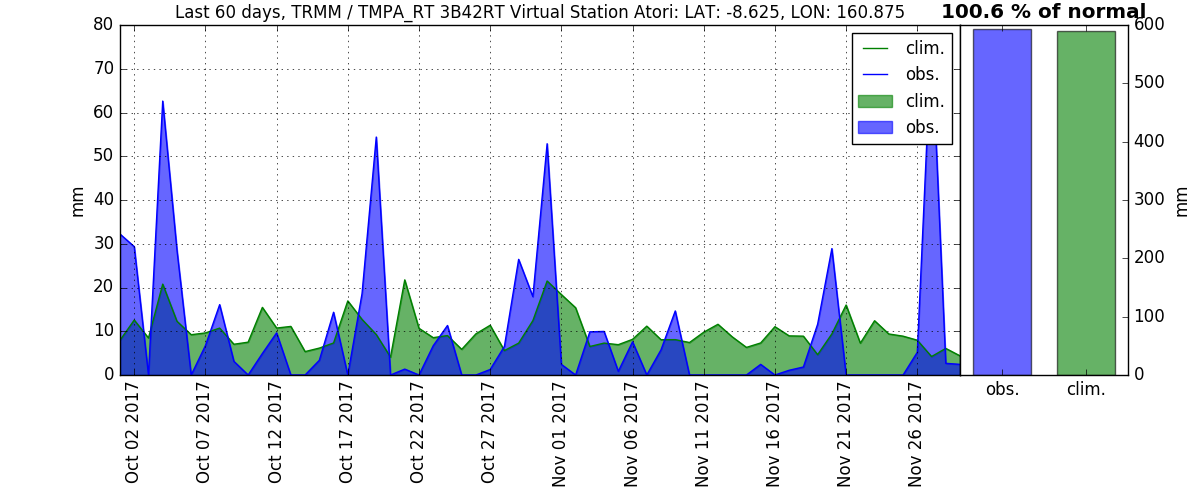 Last 60 days, TRMM / TMPA_RT 3B42RT Virtual Station Atori: LAT: -8.625, LON: 160.875
100.6 % of normal
80
70
60
50
40
30
20
10
0
mm
clim.
obs.
clim.
obs.
600
500
400
300
200
100
0
mm
obs.
clim.
Oct 02 2017
Oct 07 2017
Oct 12 2017
Oct 17 2017
Oct 22 2017
Oct 27 2017
Nov 01 2017
Nov 06 2017
Nov 11 2017
Nov 16 2017
Nov 21 2017
Nov 26 2017